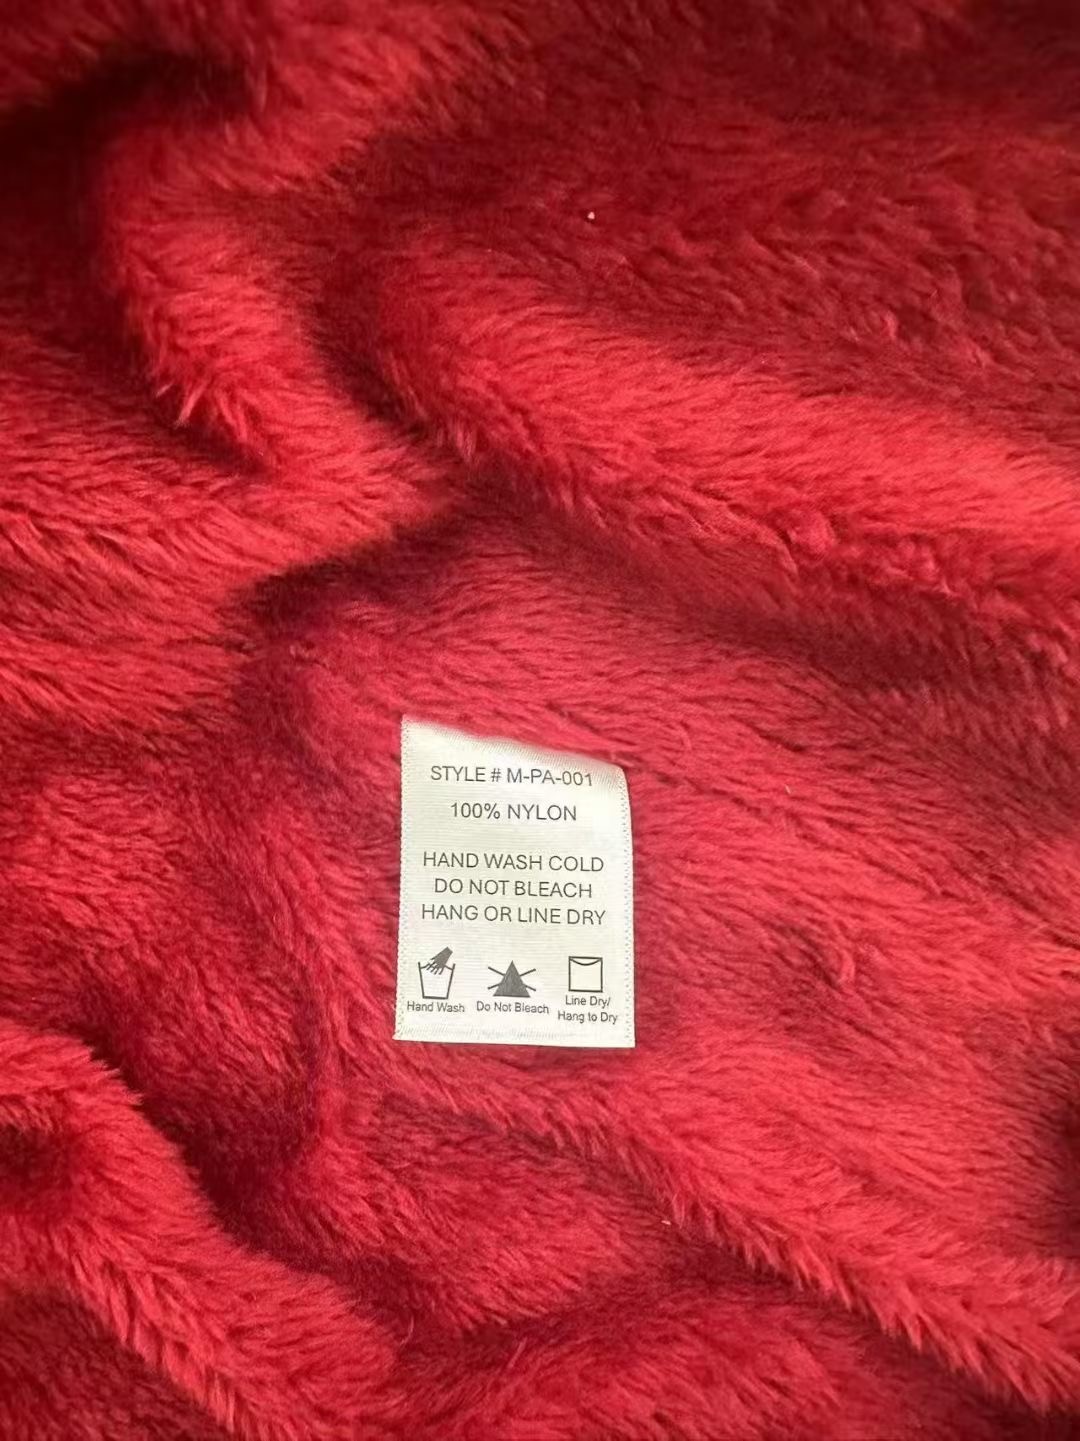 STYLE # M-PA-001
100% NYLON
HAND WASH COLD
DO NOT BLEACH
HANG OR LINE DRY
Hand Wash
Do Not Bleach
Line Dry/
Hang to Dry